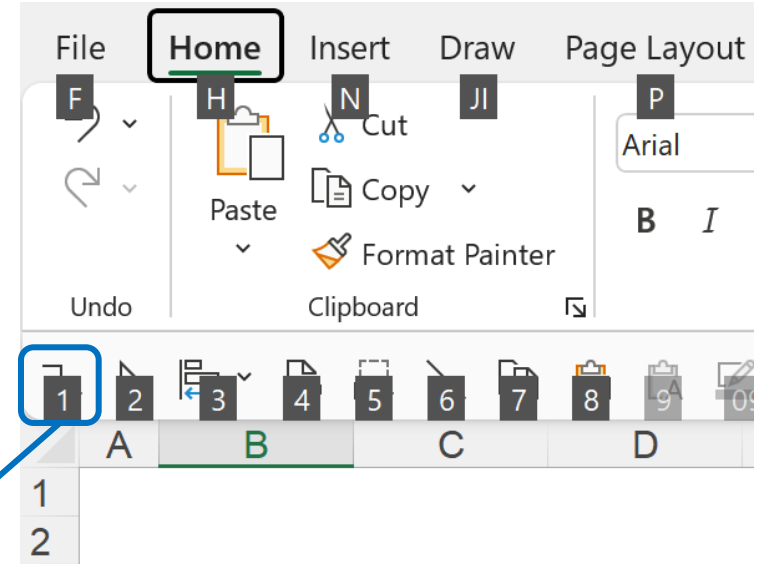 File Home Insert Draw Page Layout
F H N JI P
Cut
Arial
Copy
Paste
B I
Format Painter
Undo Clipboard
1 2 3 4 5 6 7 8 9 09
A B C D
1
2